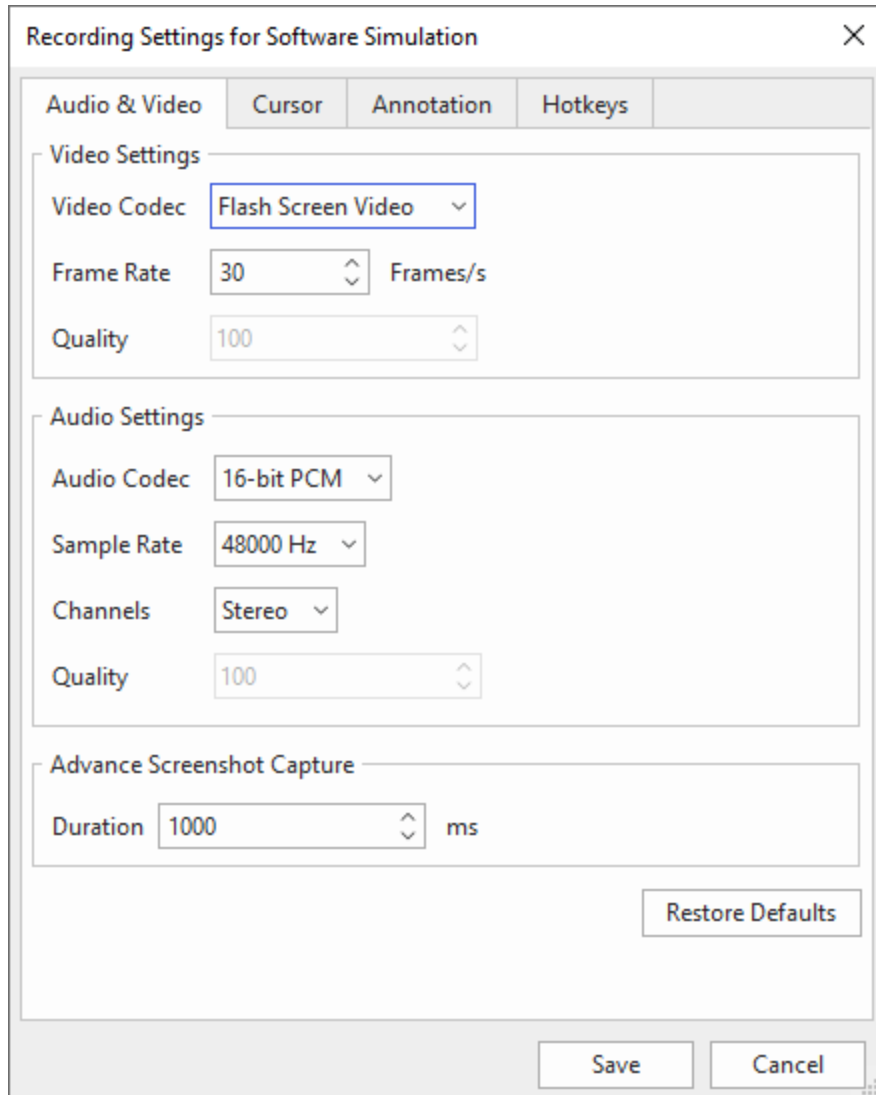 Recording Settings for Software Simulation
Audio & Video Cursor Annotation Hotkeys
Video Settings
Video Codec Flash Screen Video
Frame Rate 30 Frames/s
Quality 100
Audio Settings
Audio Codec 16-bit PCM
Sample Rate 48000 Hz
Channels Stereo
Quality 100
Advance Screenshot Capture
Duration 1000 ms
Restore Defaults
Save Cancel